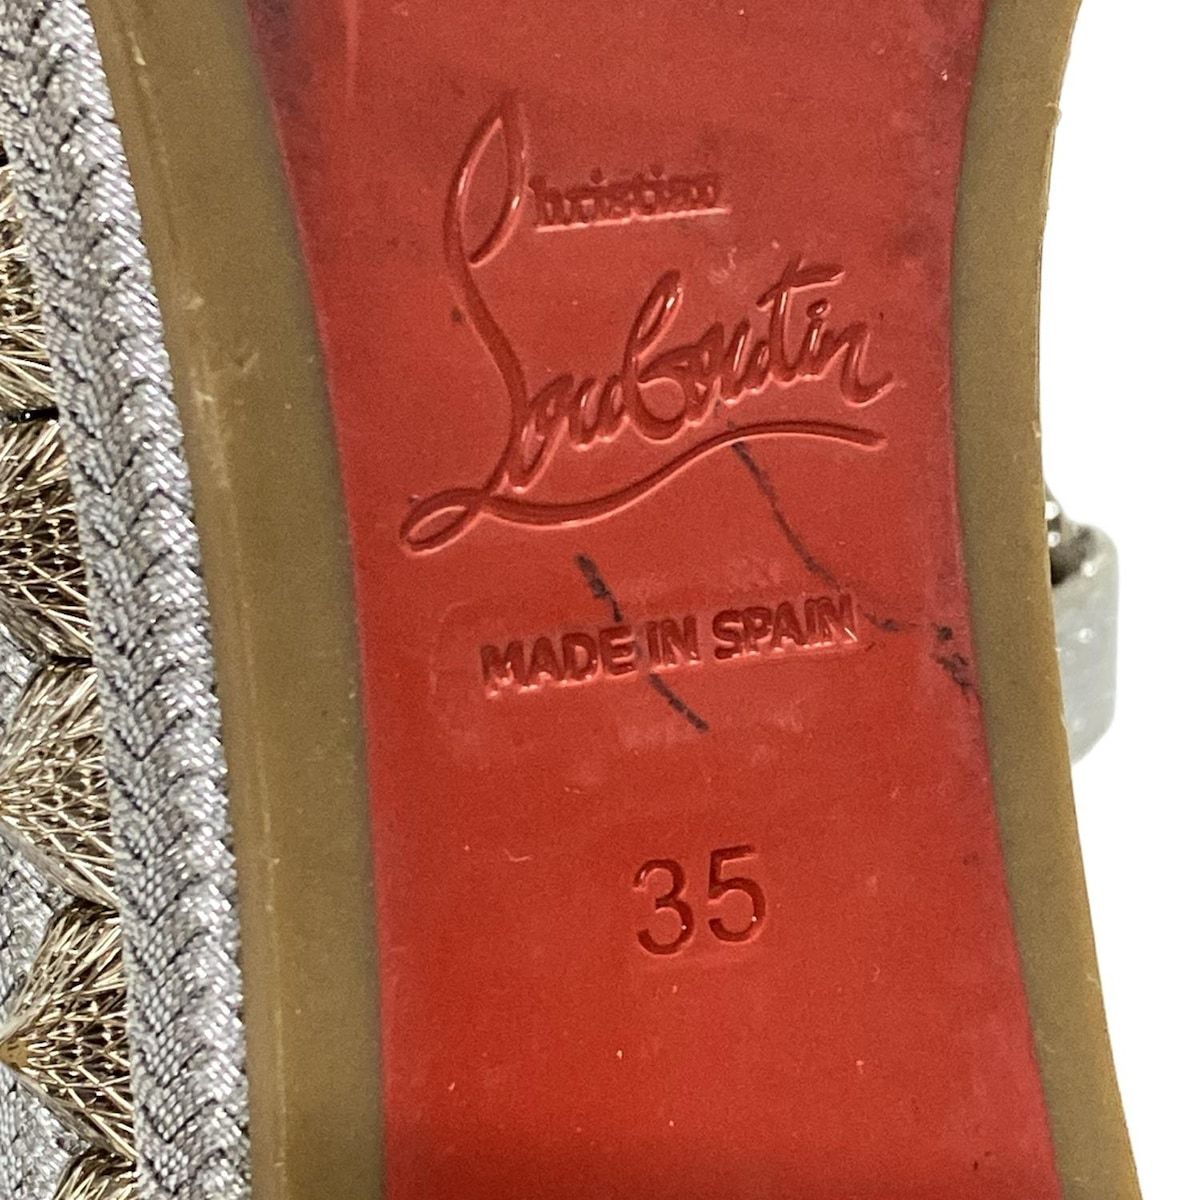 Christian
Louboutin
MADE IN SPAIN
35